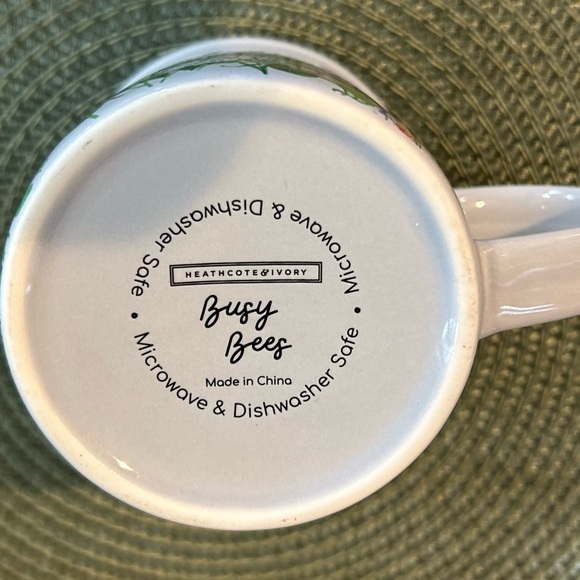 Microwave & Dishwasher Safe •
HEATHCOTE&IVORY
Busy
Bees
Made in China
Microwave & Dishwasher Safe •